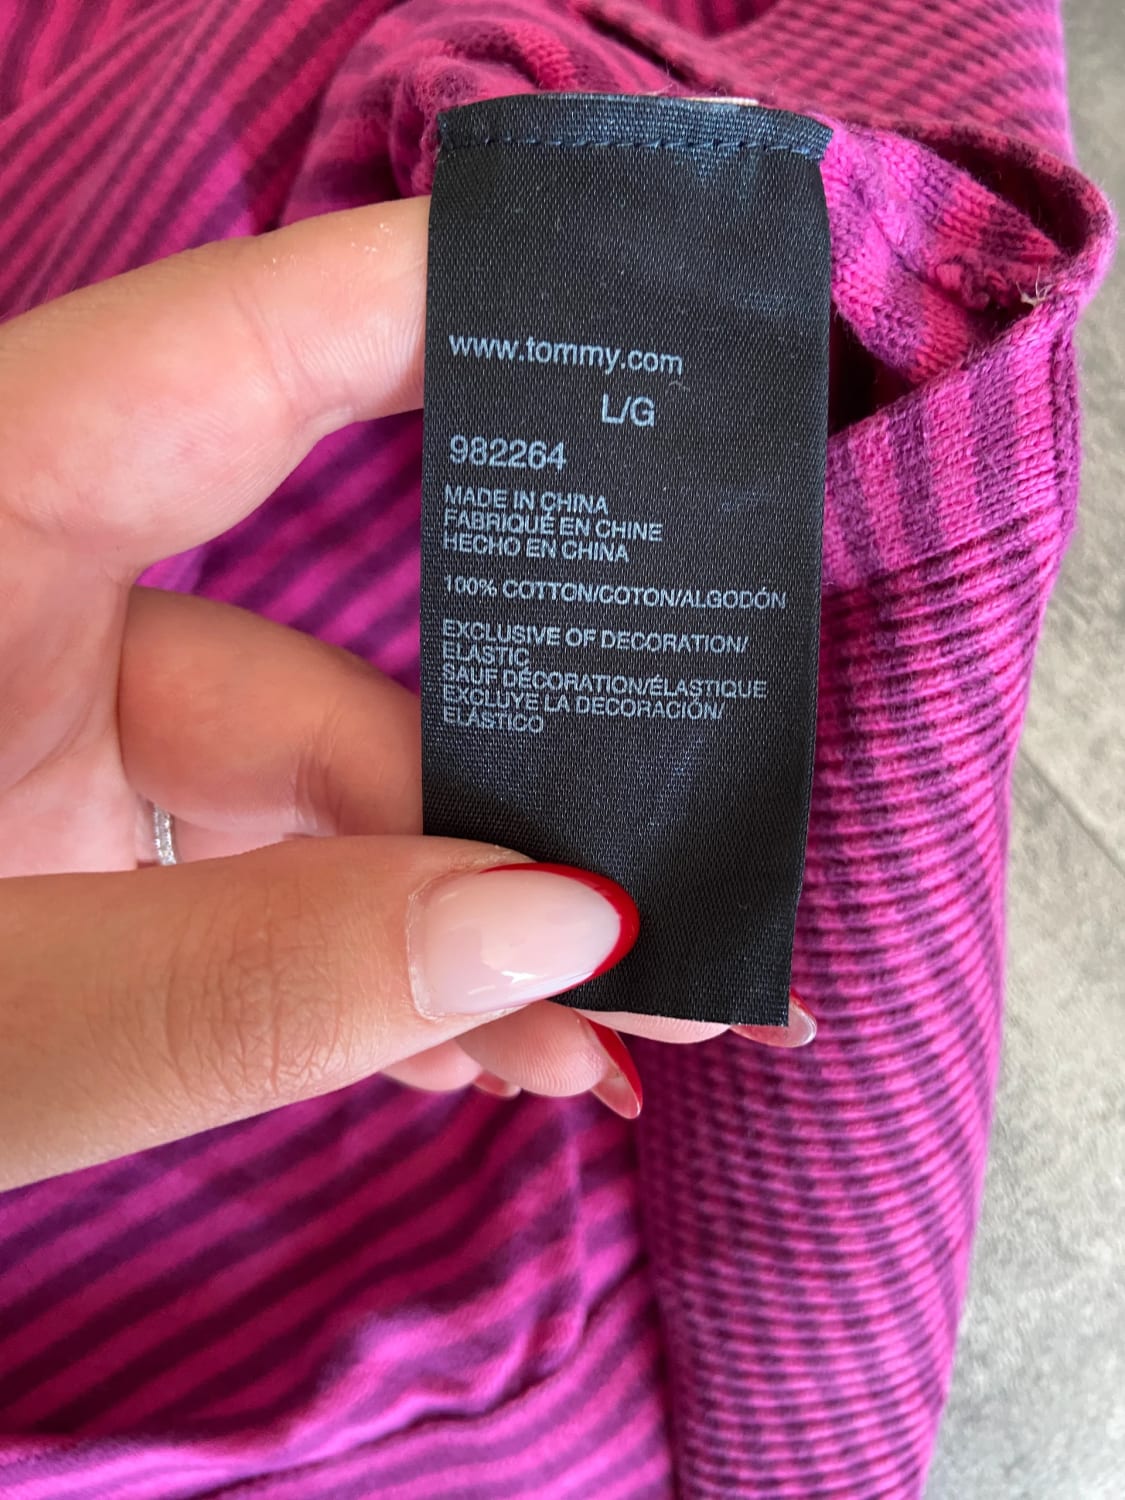 www.tommy.com
L/G
982264
MADE IN CHINA
FABRIQUÉ EN CHINE
HECHO EN CHINA
100% COTTON/COTON/ALGODÓN
EXCLUSIVE OF DECORATION/
ELASTIC
SAUF DÉCORATION/ÉLASTIQUE
EXCLUYE LA DECORACIÓN/
ELÁSTICO